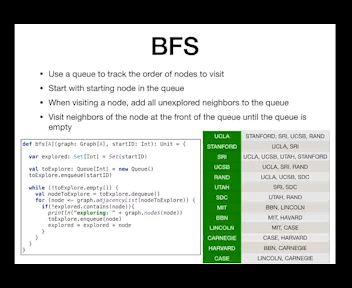 BFS
• Use a queue to track the order of nodes to visit
• Start with starting node in the queue
• When visiting a node, add all unexplored neighbors to the queue
• Visit neighbors of the node at the front of the queue until the queue is
empty
def bfs[A](graph: Graph[A], startID: Int): Unit = {
var explored: Set[Int] = Set(startID)
val toExplore: Queue[Int] = new Queue()
toExplore.enqueue(startID)
while (!toExplore.empty()) {
val nodeToExplore = toExplore.dequeue()
for (node <- graph.adjacencyList(nodeToExplore)) {
if(!explored.contains(node)){
println("exploring: " + graph.nodes(node))
toExplore.enqueue(node)
explored = explored + node
}
}
}
}
UCLA STANFORD, SRI, UCSB, RAND
STANFORD UCLA, SRI
SRI UCLA, UCSB, UTAH, STANFORD
UCSB UCLA, SRI
RAND UCLA, UCSB, SDC
UTAH SRI, SDC
SDC UTAH, RAND
MIT BBN, LINCOLN
BBN MIT, HAVARD
LINCOLN MIT, CASE
CARNEGIE CASE, HARVARD
HARVARD BBN, CARNEGIE
CASE LINCOLN, CARNEGIE